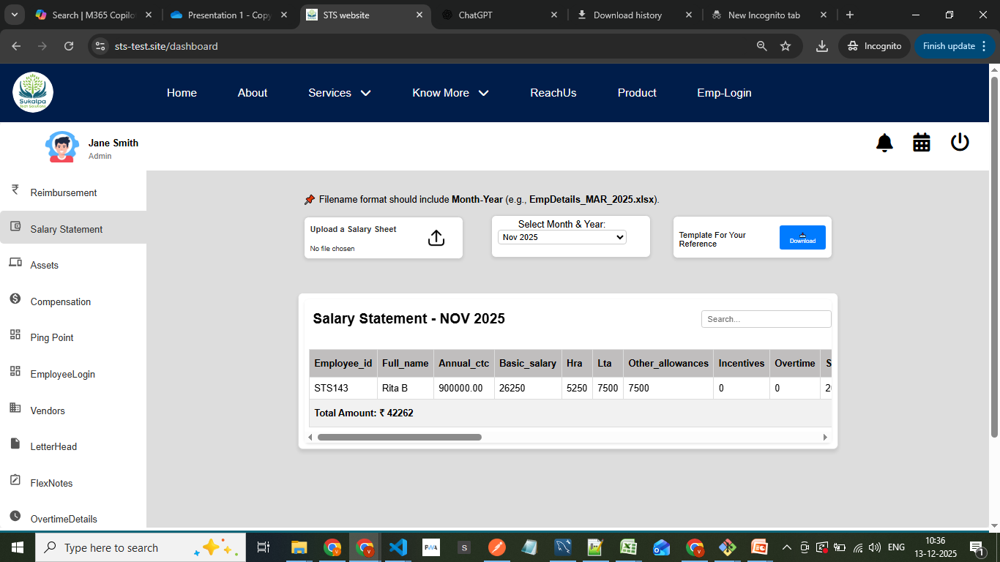 Search | M365 Copilo
Presentation 1 - Copy
STS website
ChatGPT
Download history
New Incognito tab
sts-test.site/dashboard
Incognito
Finish update
Sukalpa
Tech Solutions
Home
About
Services
Know More
ReachUs
Product
Emp-Login
Jane Smith
Admin
Reimbursement
Salary Statement
Assets
Compensation
Ping Point
EmployeeLogin
Vendors
LetterHead
FlexNotes
OvertimeDetails
Filename format should include Month-Year (e.g., EmpDetails_MAR_2025.xlsx).
Upload a Salary Sheet
No file chosen
Select Month & Year:
Nov 2025
Template For Your
Reference
Download
Salary Statement - NOV 2025
Search...
Employee_id Full_name Annual_ctc Basic_salary Hra Lta Other_allowances Incentives Overtime S
STS143 Rita B 900000.00 26250 5250 7500 7500 0 0 2
Total Amount: ₹ 42262
Type here to search
PWA
S
ENG
10:36
13-12-2025
1